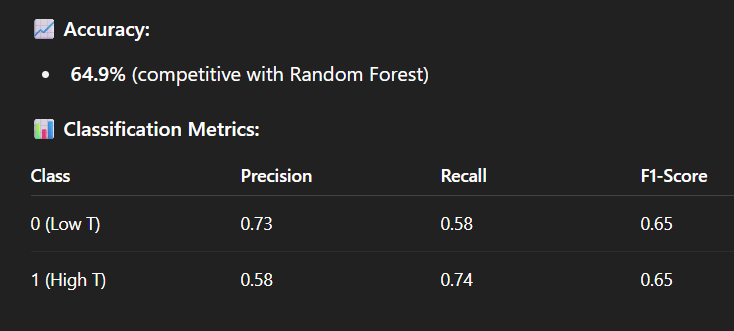 📈 Accuracy:
• 64.9% (competitive with Random Forest)
📊 Classification Metrics:
Class Precision Recall F1-Score
0 (Low T) 0.73 0.58 0.65
1 (High T) 0.58 0.74 0.65